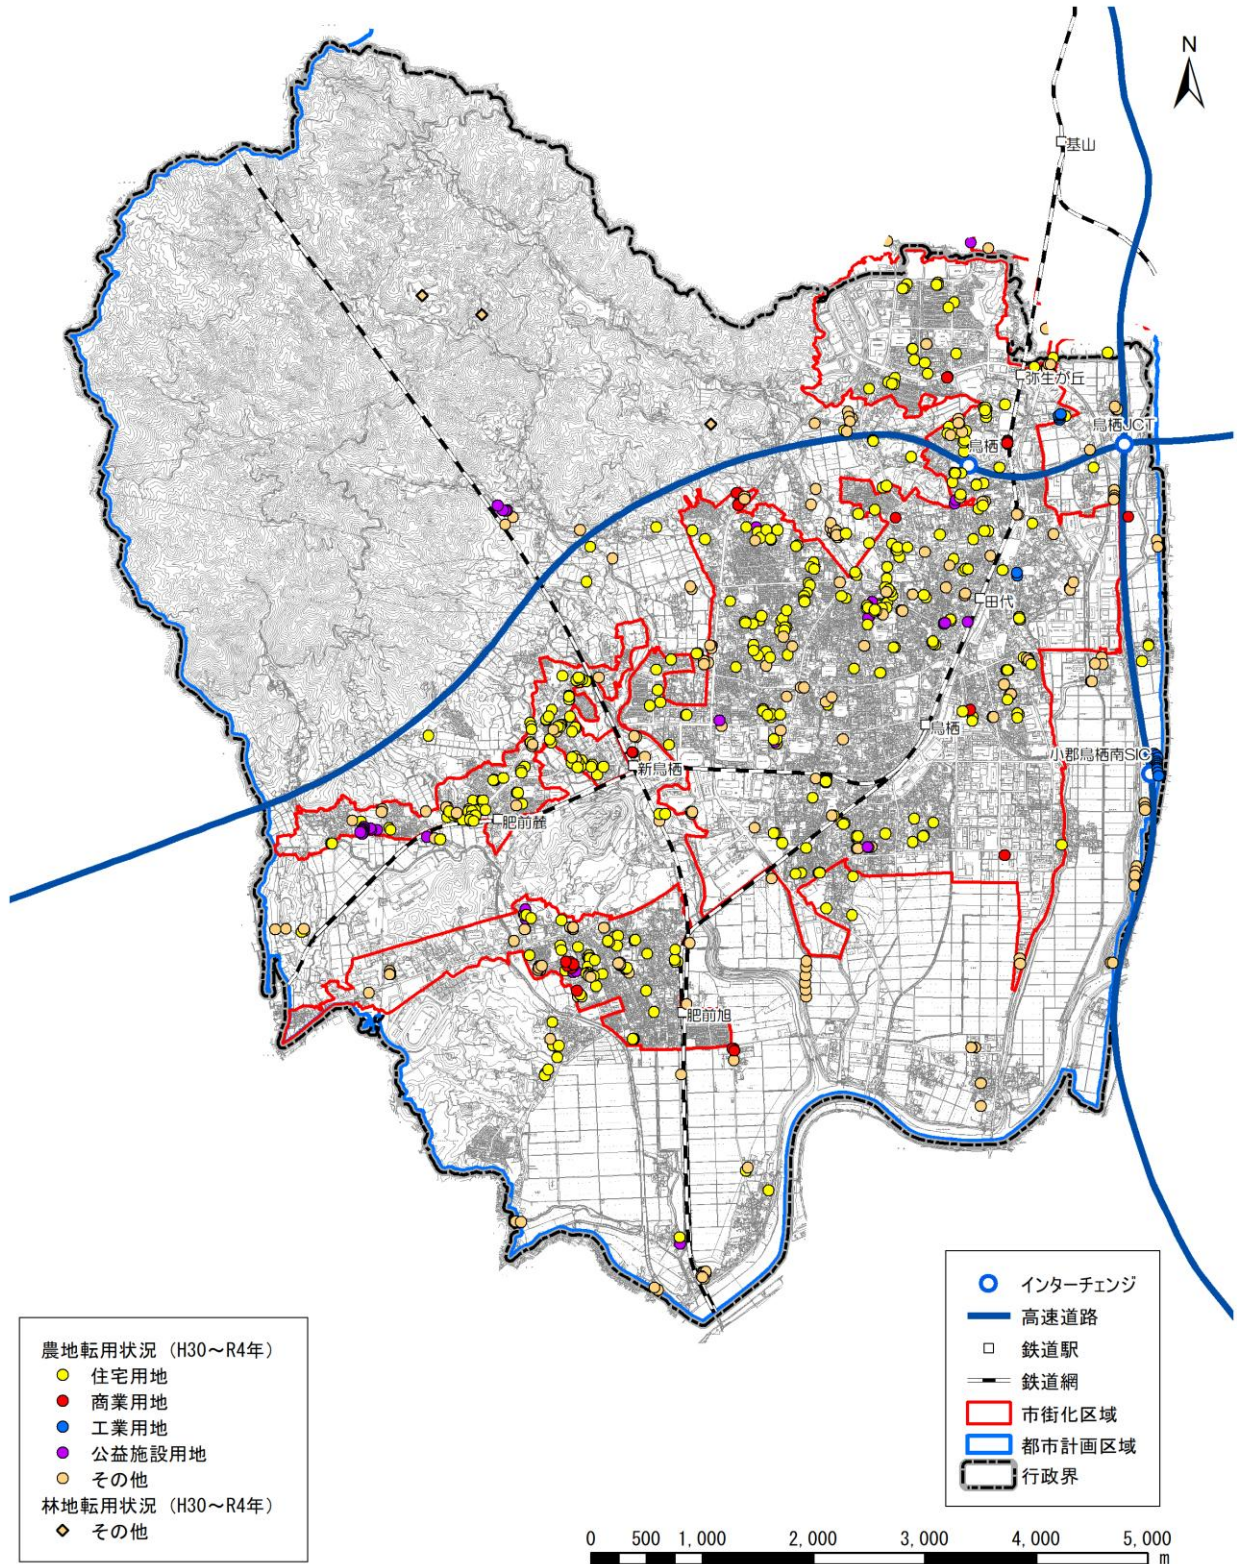 N
基山
弥生が丘
鳥栖JCT
鳥栖
田代
鳥栖
小郡鳥栖南SIC
新鳥栖
肥前麓
肥前旭
農地転用状況（H30～R4年）
住宅用地
商業用地
工業用地
公益施設用地
その他
林地転用状況（H30～R4年）
その他
インターチェンジ
高速道路
鉄道駅
鉄道網
市街化区域
都市計画区域
行政界
0 500 1,000 2,000 3,000 4,000 5,000
m